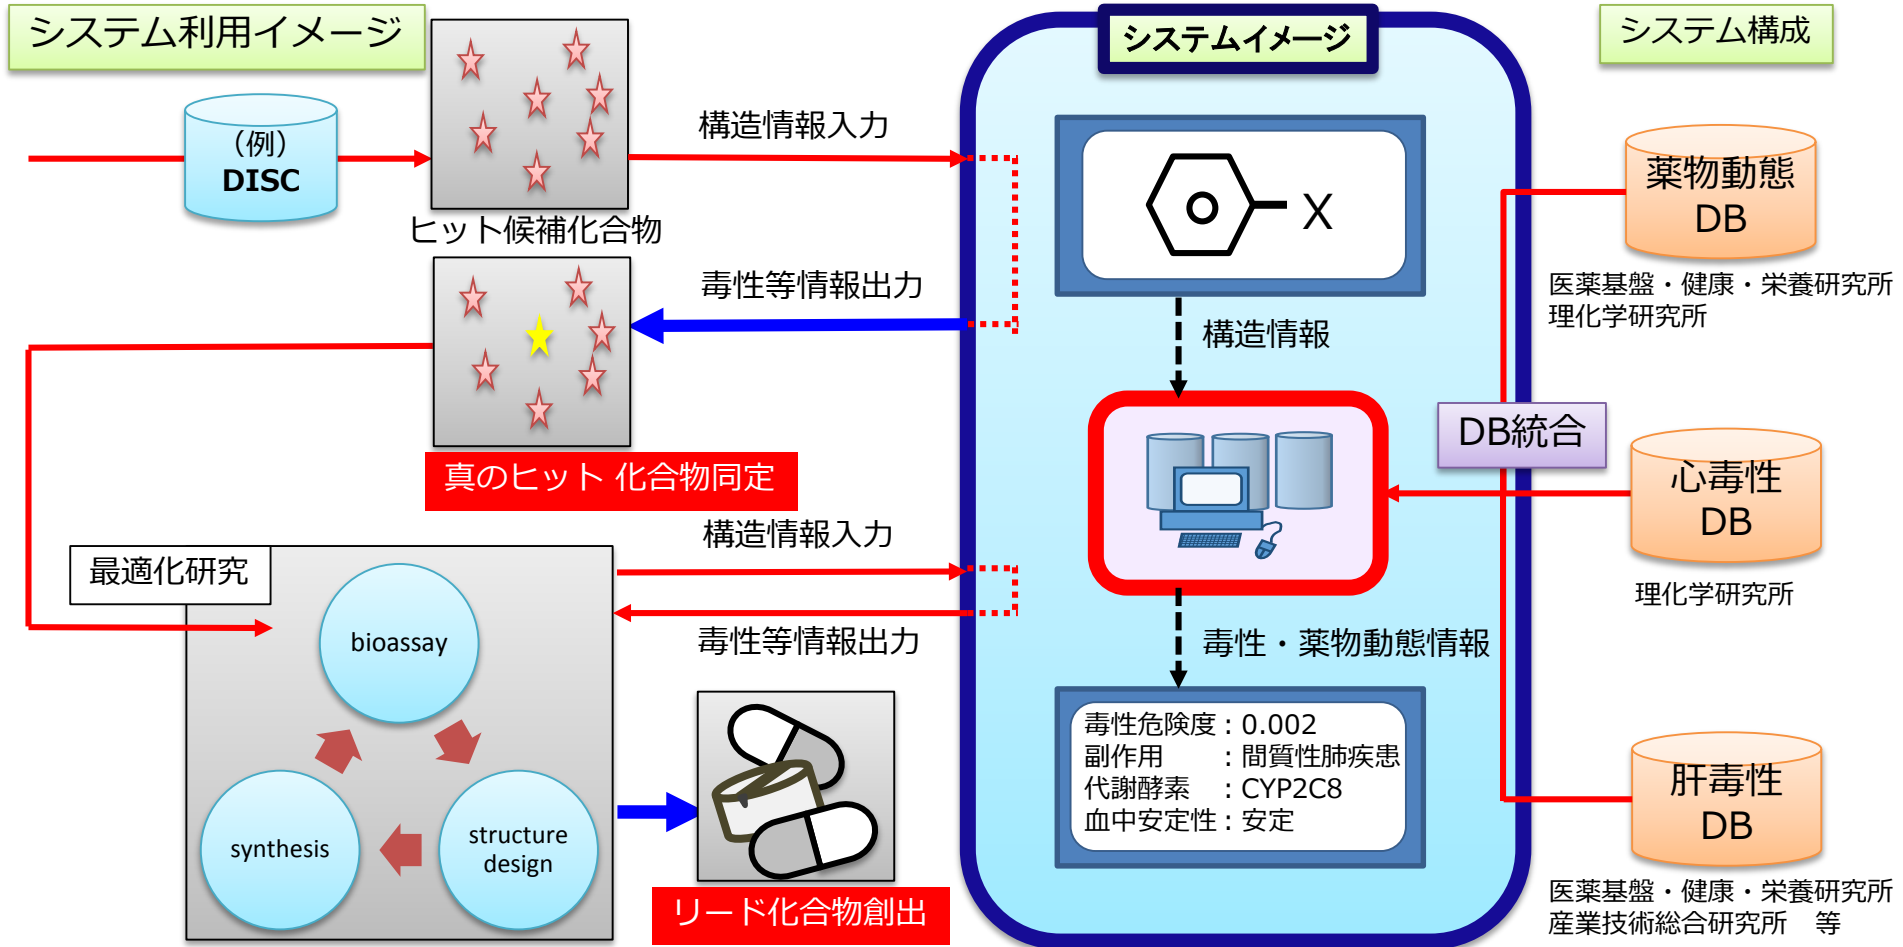 システム利用イメージ
システムイメージ
システム構成
（例）
DISC
ヒット候補化合物
構造情報入力
毒性等情報出力
真のヒット 化合物同定
構造情報入力
毒性等情報出力
最適化研究
bioassay
structure
design
synthesis
リード化合物創出
X
構造情報
毒性・薬物動態情報
毒性危険度：0.002
副作用　　：間質性肺疾患
代謝酵素　：CYP2C8
血中安定性：安定
DB統合
薬物動態
DB
医薬基盤・健康・栄養研究所
理化学研究所
心毒性
DB
理化学研究所
肝毒性
DB
医薬基盤・健康・栄養研究所
産業技術総合研究所　等